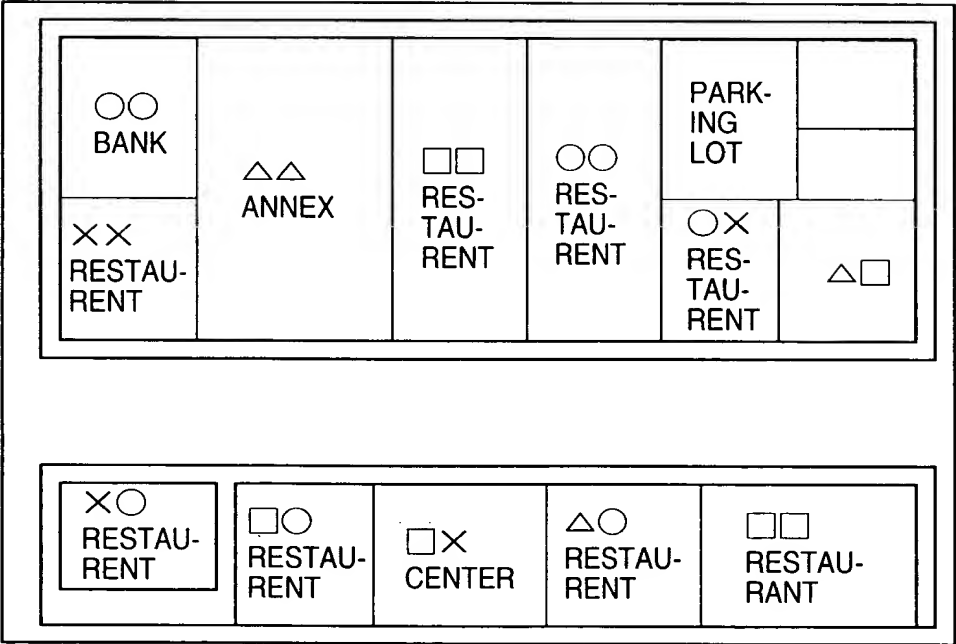 ○○
BANK
××
RESTAU-
RENT
△△
ANNEX
□□
RES-
TAU-
RENT
○○
RES-
TAU-
RENT
PARK-
ING
LOT
○×
RES-
TAU-
RENT
△□
×○
RESTAU-
RENT
□○
RESTAU-
RENT
□×
CENTER
△○
RESTAU-
RENT
□□
RESTAU-
RANT